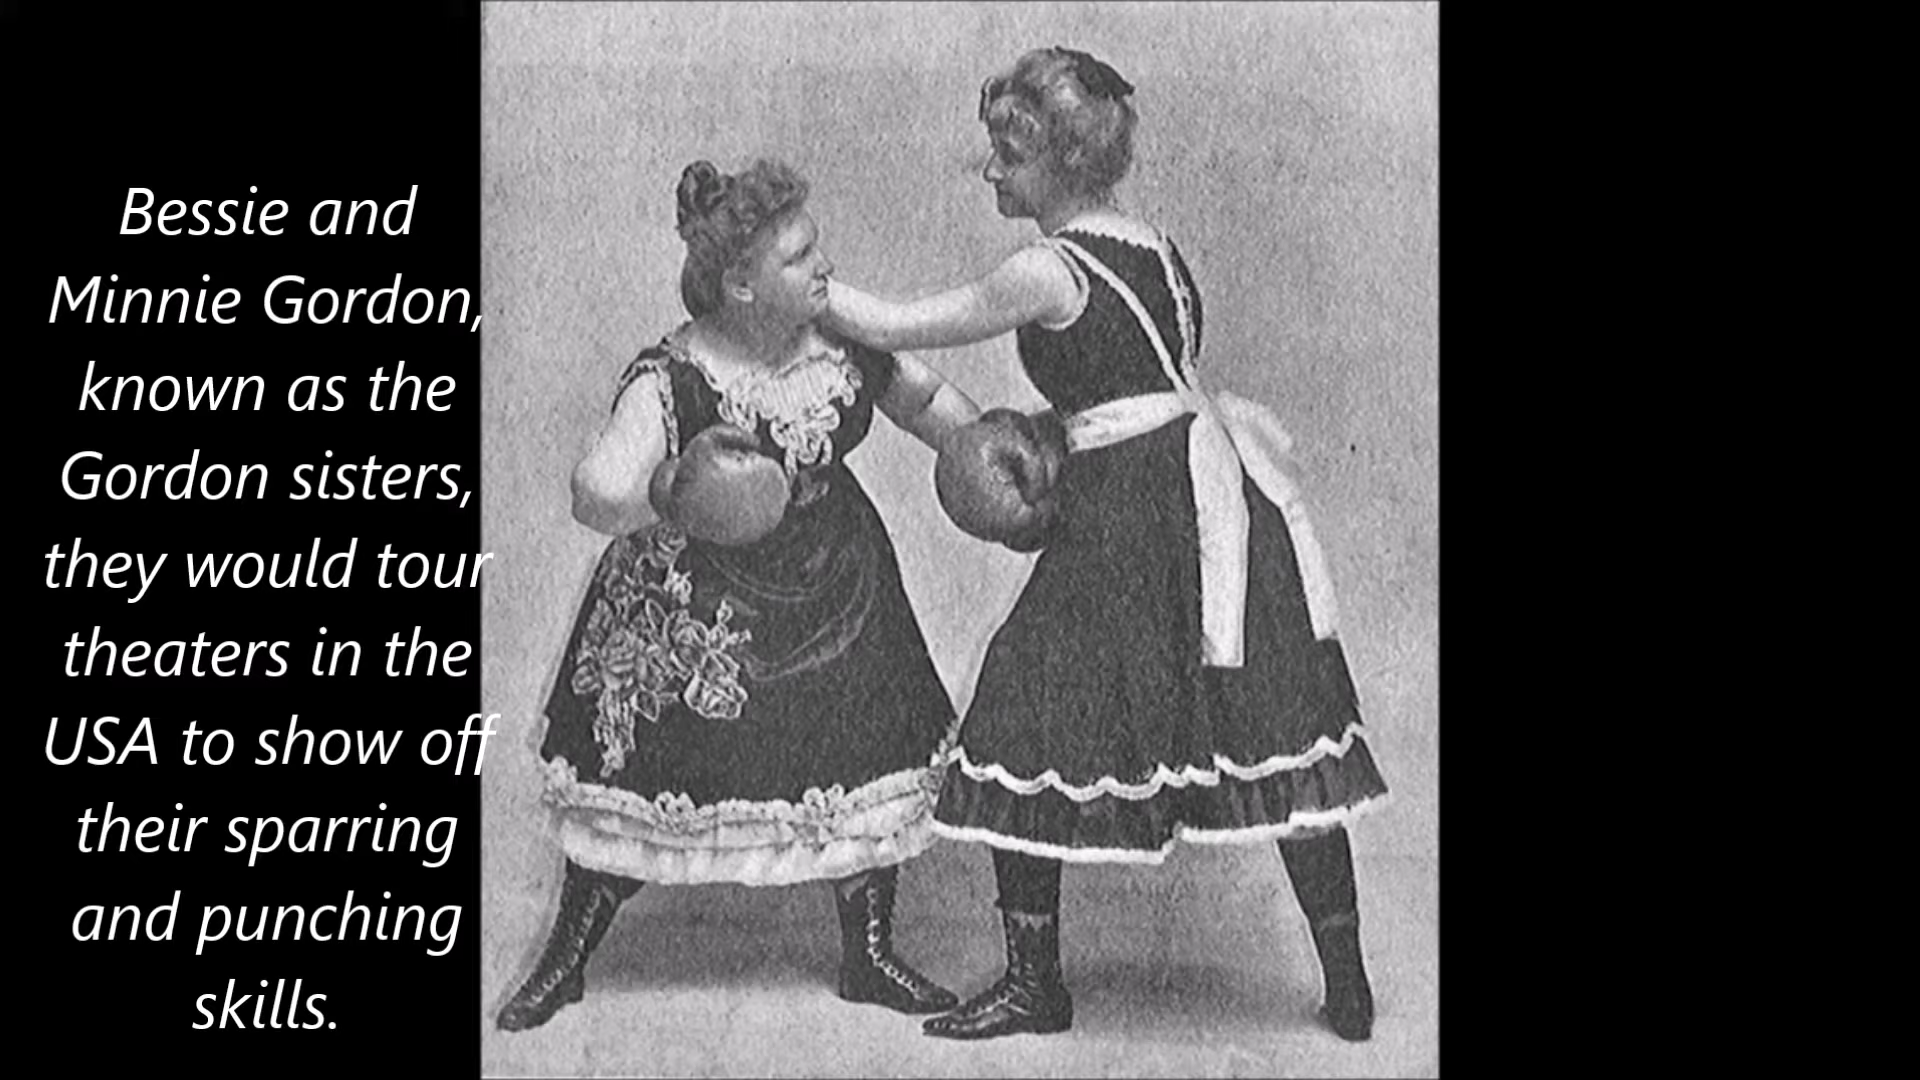 Bessie and
Minnie Gordon,
known as the
Gordon sisters,
they would tour
theaters in the
USA to show off
their sparring
and punching
skills.